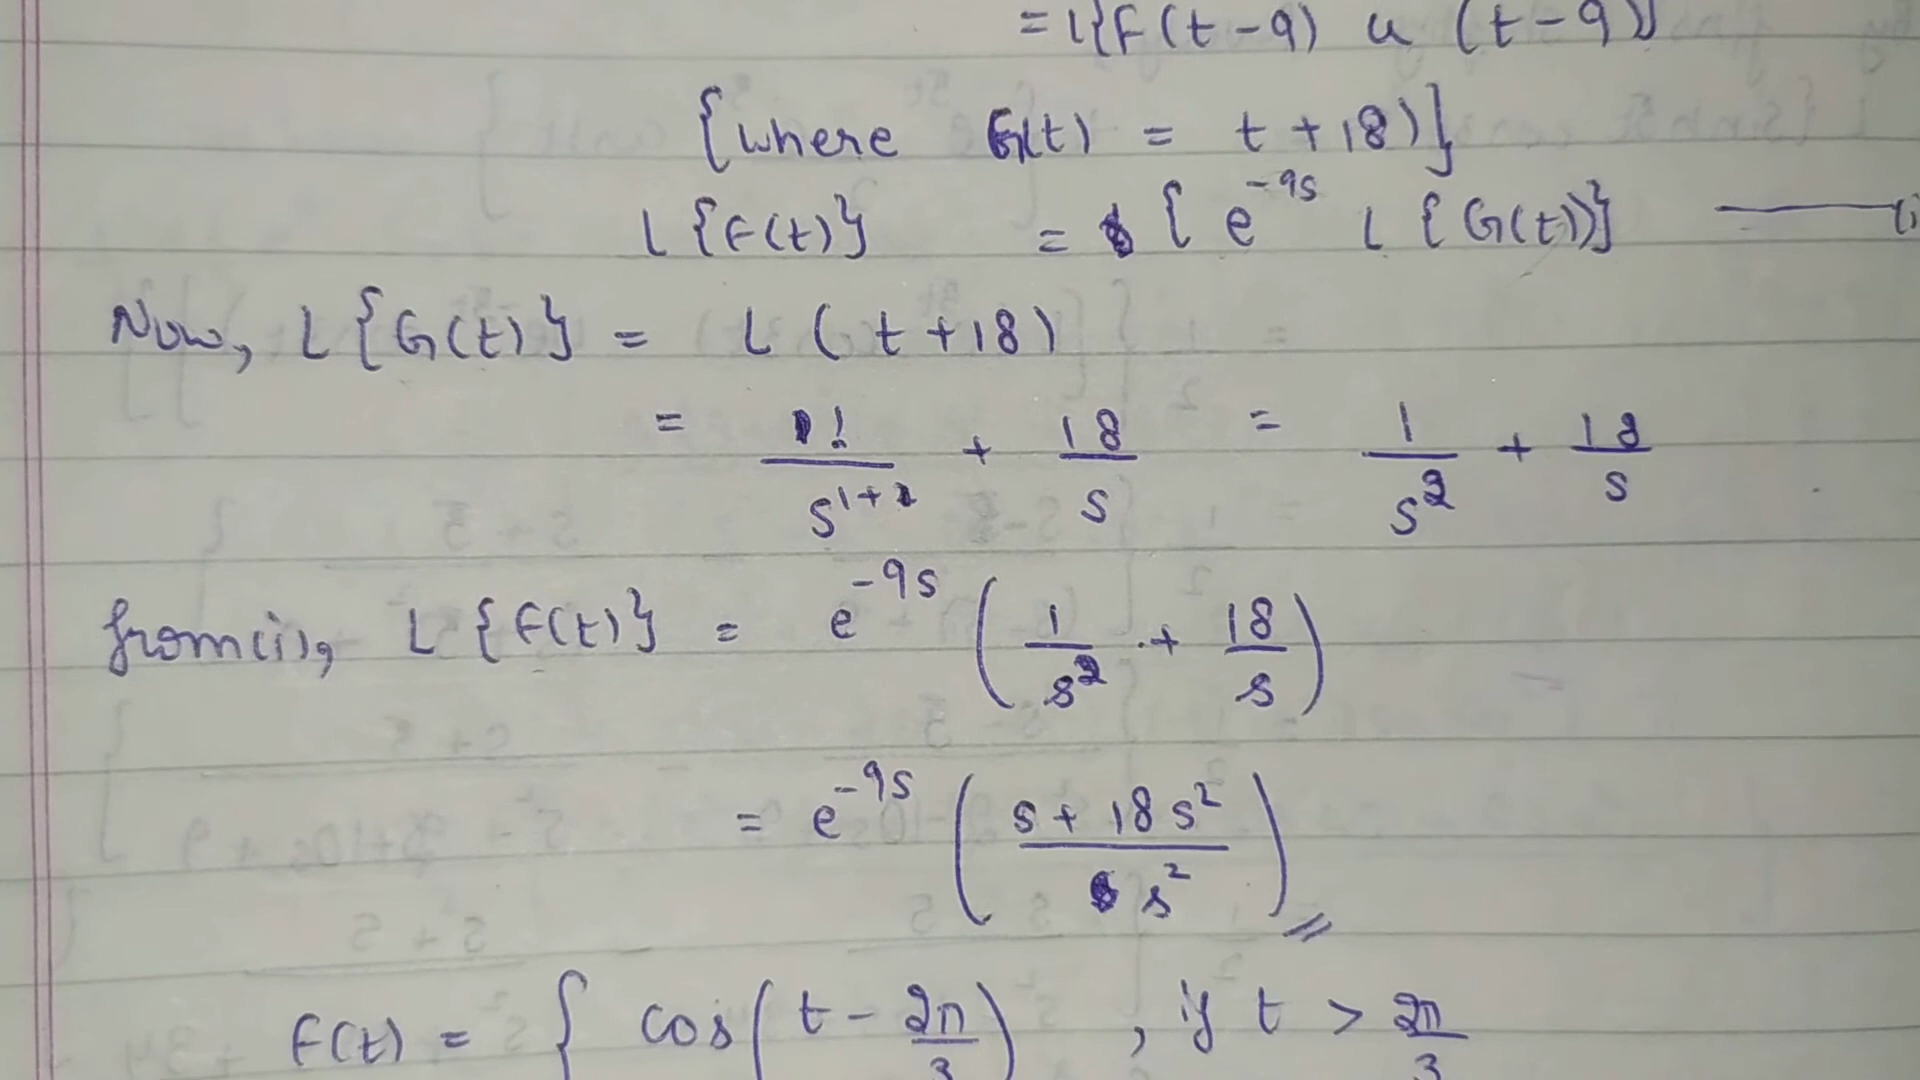 = L{F(t-9) u (t-9)}
{where G(t) = t+18)}
L{F(t)} = { e^-9s L {G(t))} —— (i
Now, L{G(t)} = L (t+18)
= 1!/s^1+1 + 18/s = 1/s^2 + 18/s
from(i), L{F(t)} = e^-9s (1/s^2 + 18/s)
= e^-9s (s+18s^2/s^2)
F(t) = { cos(t-2π/3) , if t > 2π/3